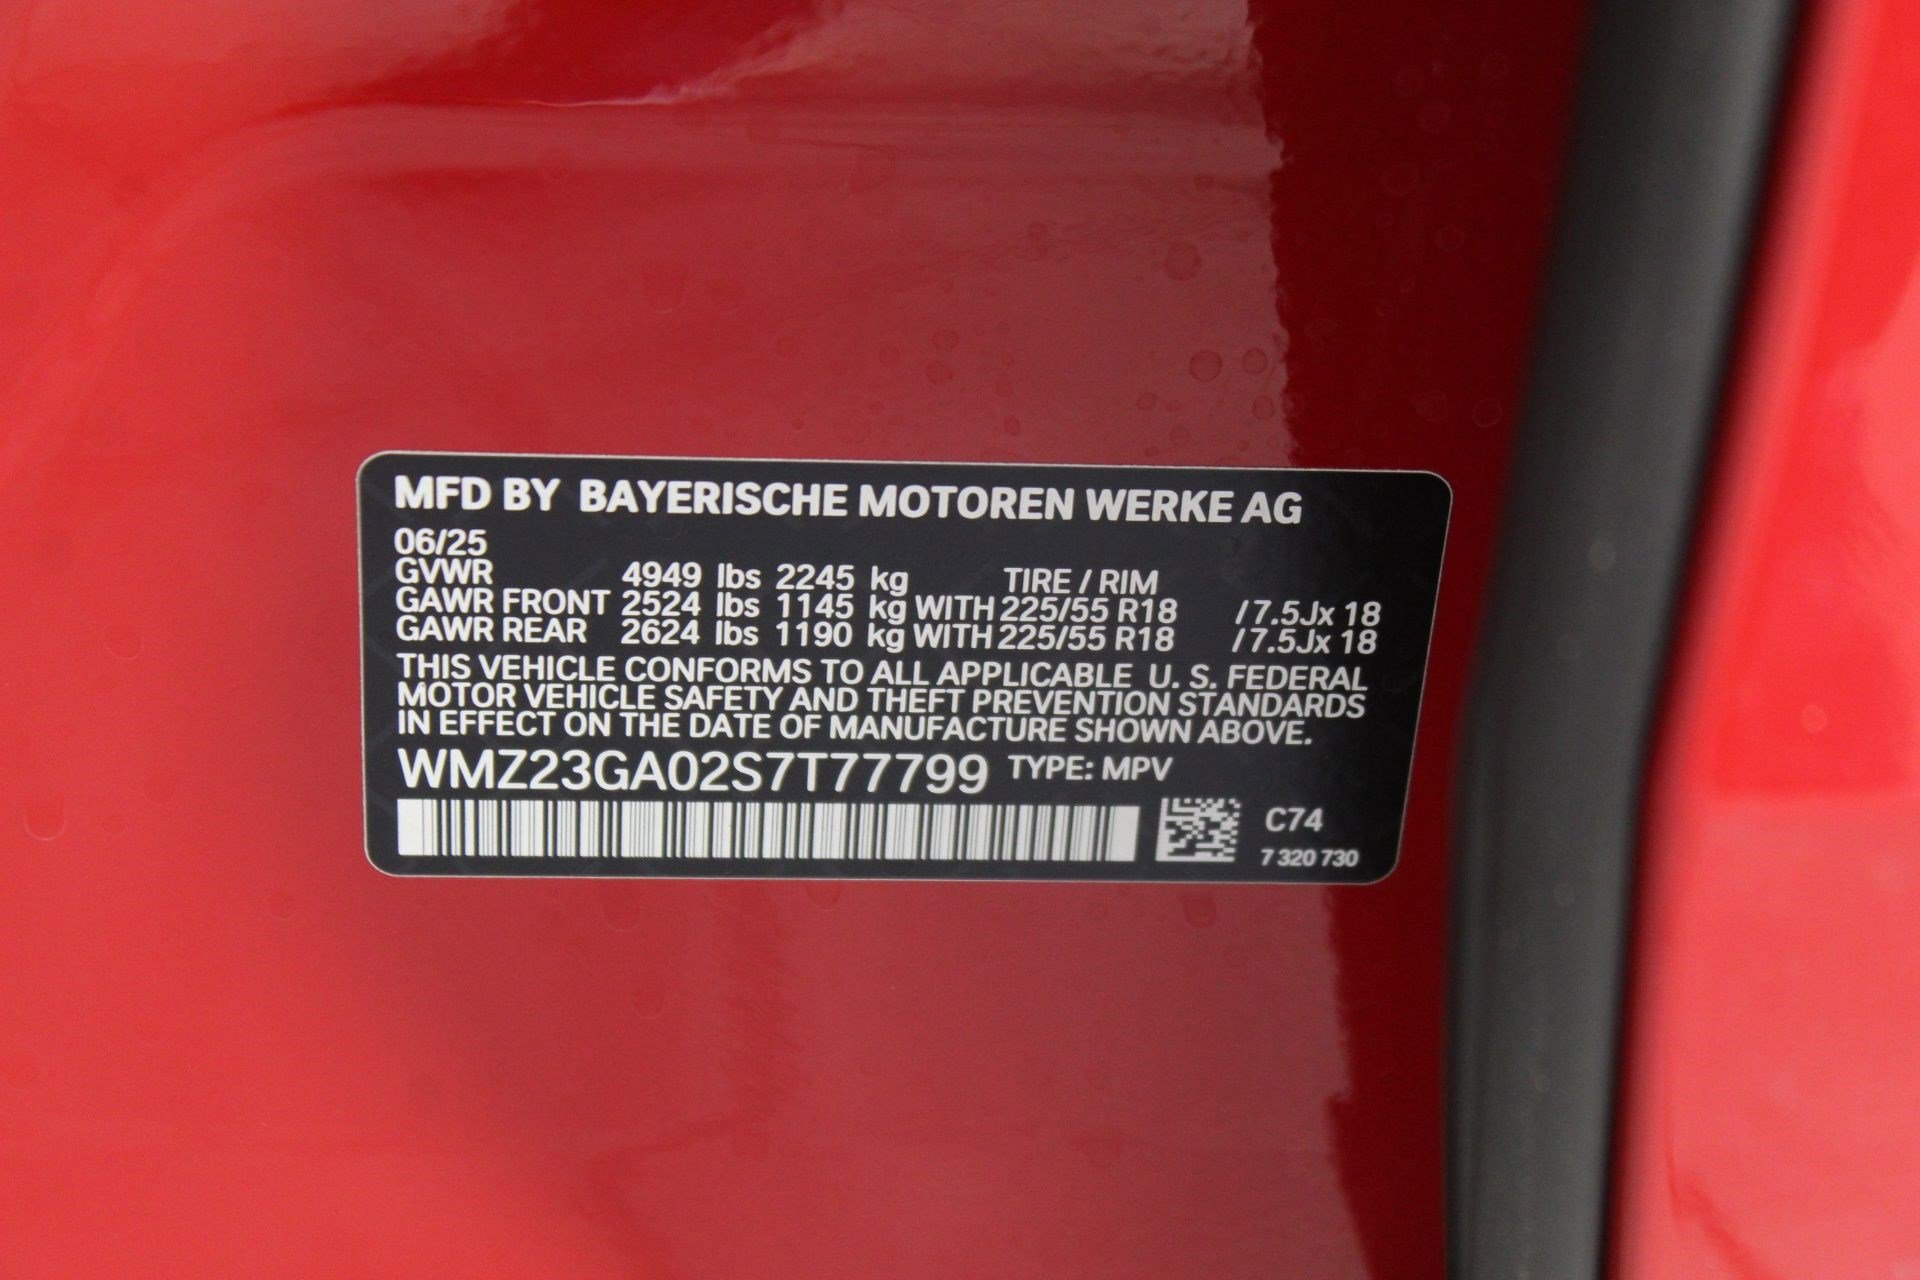 MFD BY BAYERISCHE MOTOREN WERKE AG
06/25
GVWR 4949 lbs 2245 kg TIRE / RIM
GAWR FRONT 2524 lbs 1145 kg WITH 225/55 R18 / 7.5Jx 18
GAWR REAR 2624 lbs 1190 kg WITH 225/55 R18 / 7.5Jx 18
THIS VEHICLE CONFORMS TO ALL APPLICABLE U. S. FEDERAL
MOTOR VEHICLE SAFETY AND THEFT PREVENTION STANDARDS
IN EFFECT ON THE DATE OF MANUFACTURE SHOWN ABOVE.
WMZ23GA02S7T77799 TYPE: MPV
C74
7 320 730